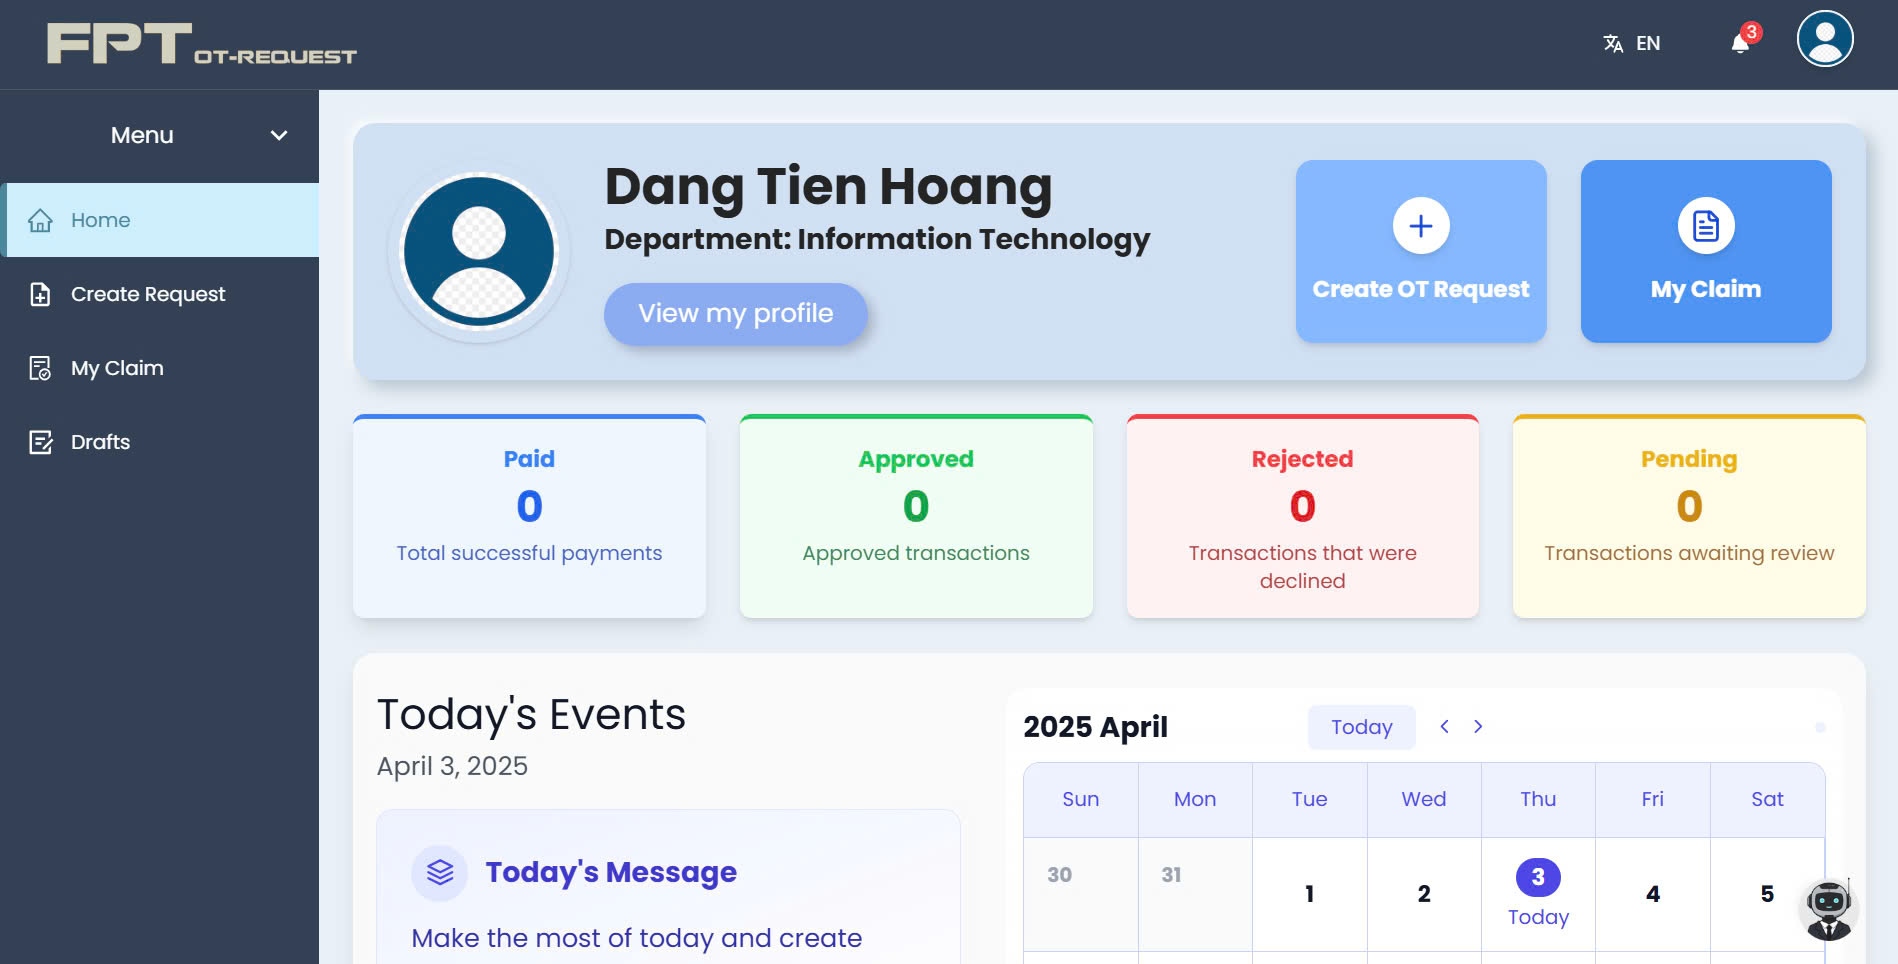 FPT OT-REQUEST
EN
3
Menu
Home
Create Request
My Claim
Drafts
Dang Tien Hoang
Department: Information Technology
View my profile
Create OT Request
My Claim
Paid
0
Total successful payments
Approved
0
Approved transactions
Rejected
0
Transactions that were
declined
Pending
0
Transactions awaiting review
Today's Events
April 3, 2025
Today's Message
Make the most of today and create
2025 April
Today
Sun Mon Tue Wed Thu Fri Sat
30 31 1 2 3 4 5
Today